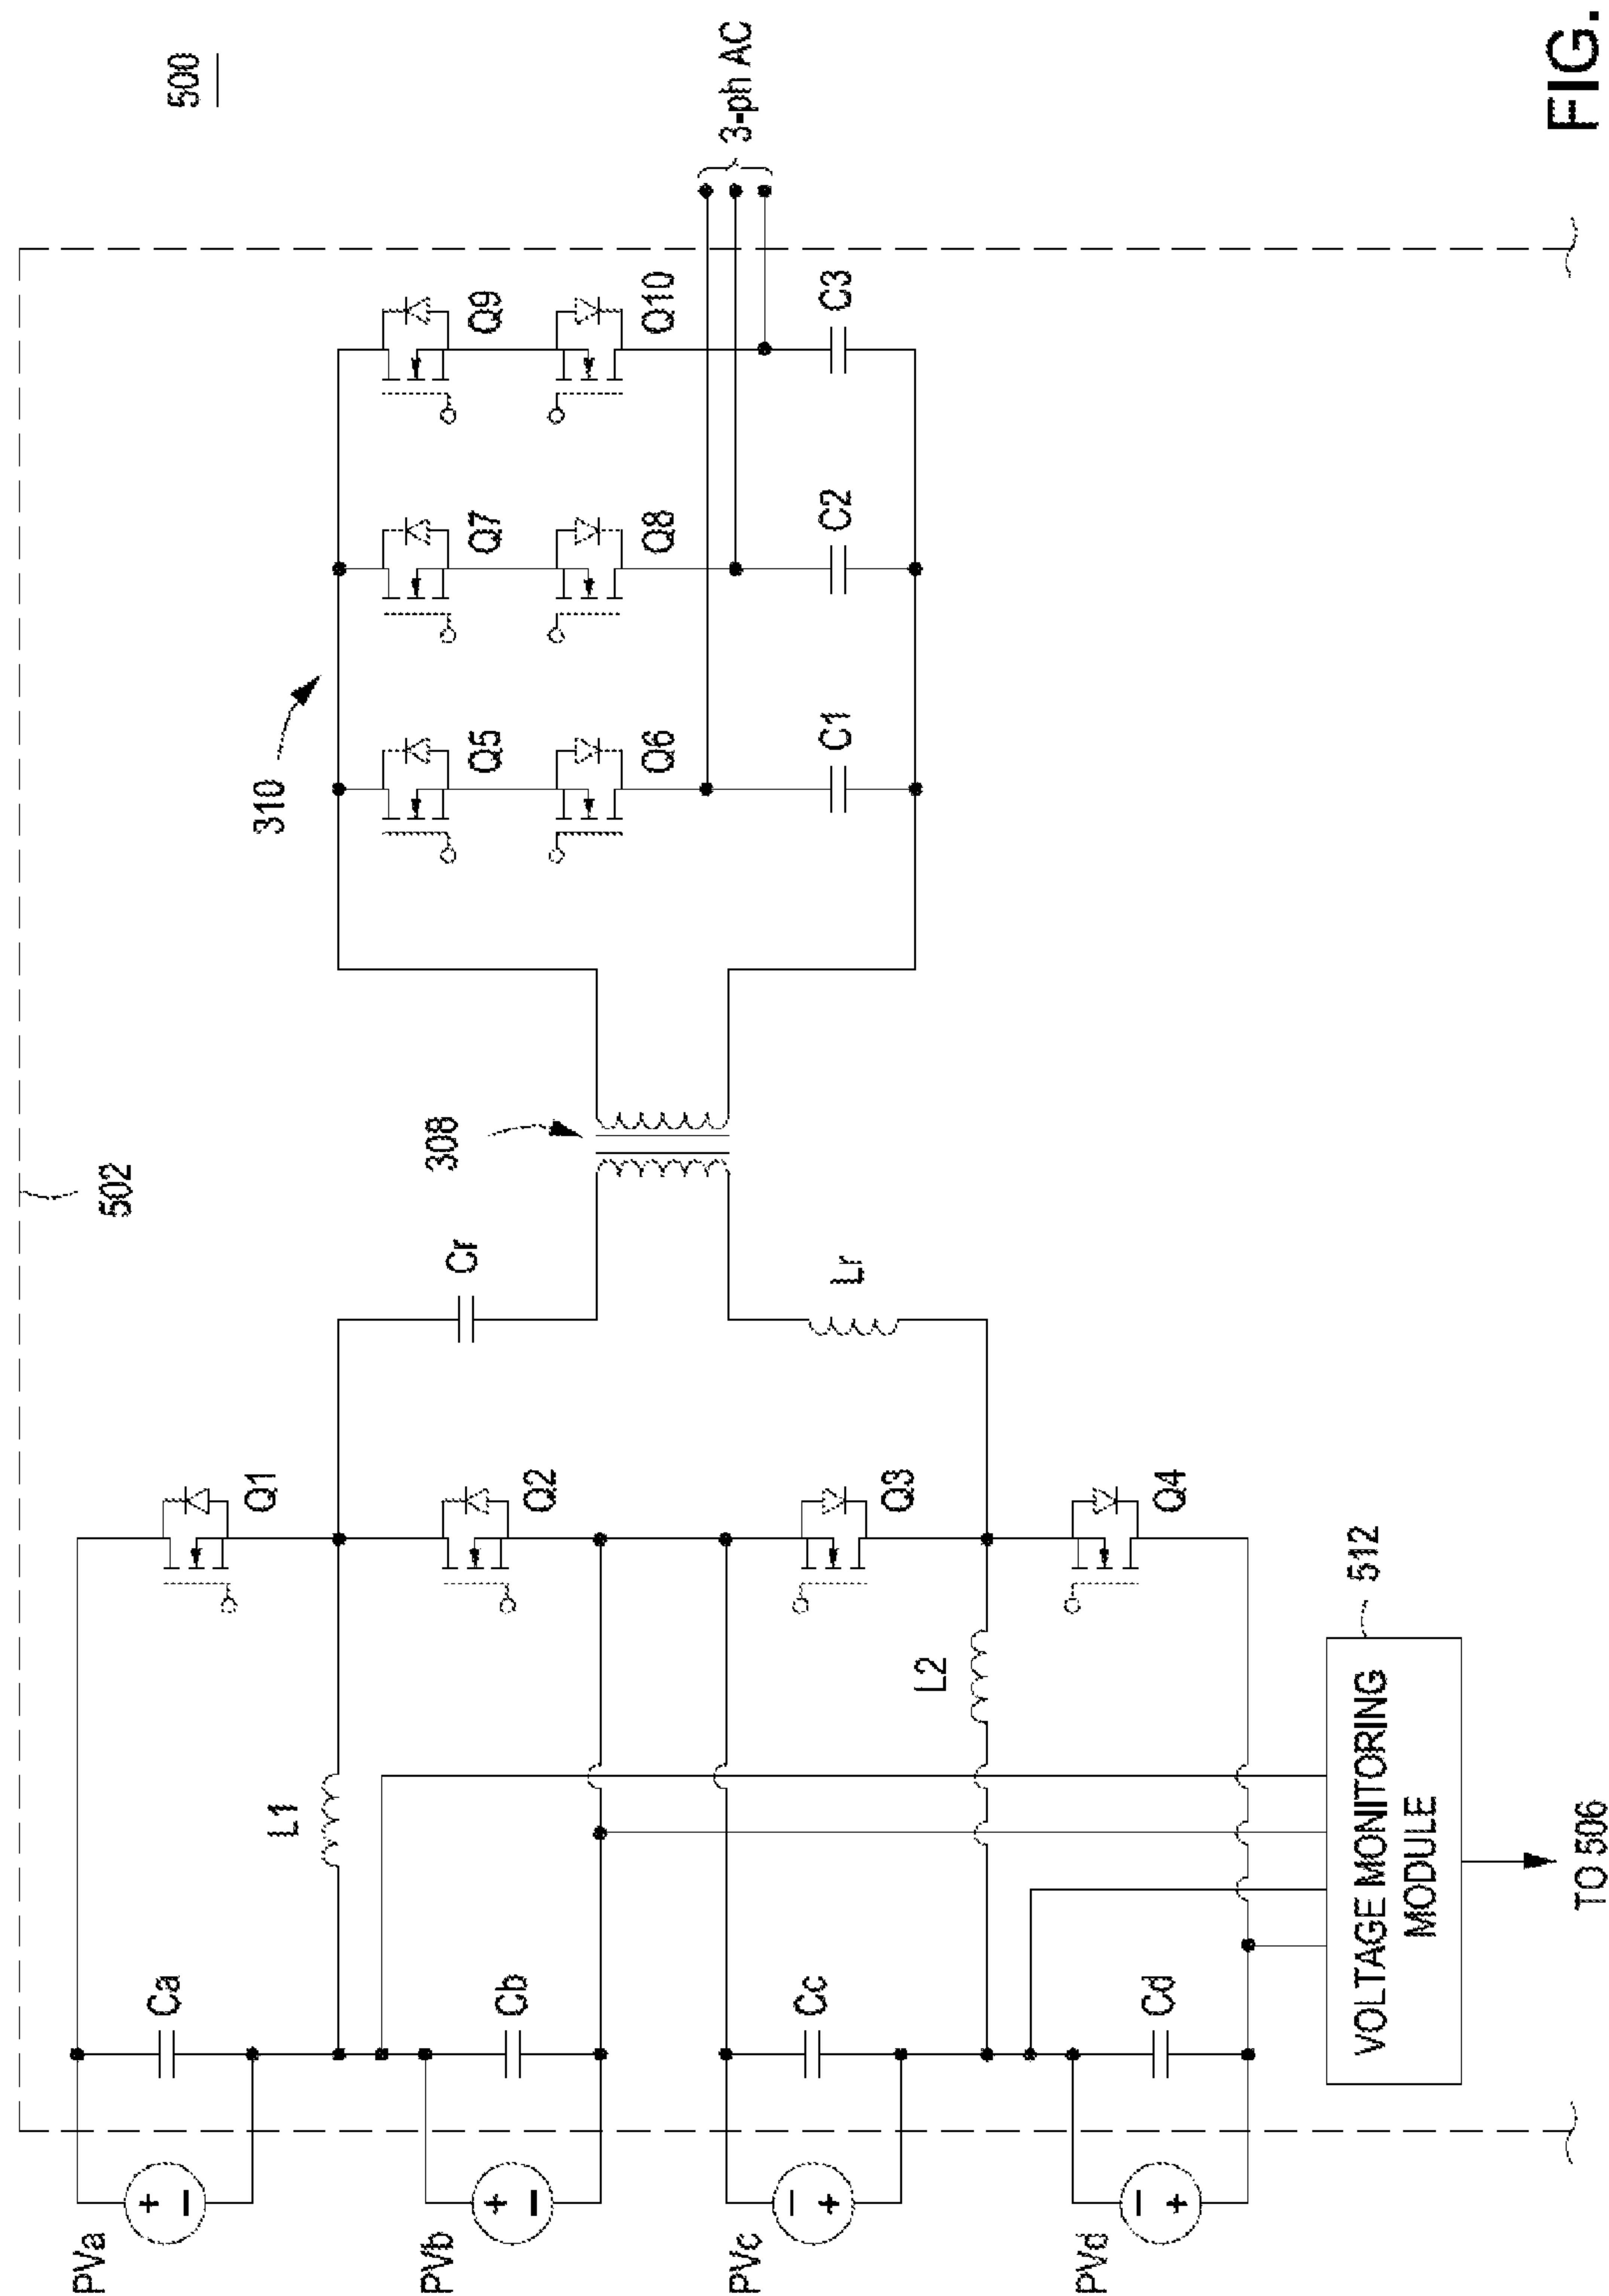 500
502
310
308
Q9
Q10
Q7
Q8
Q5
Q6
C3
C2
C1
3-ph AC
Cr
Lr
Q1
Q2
Q3
Q4
L1
L2
Ca
Cb
Cc
Cd
PVa
+
−
PVb
+
−
PVc
−
+
PVd
−
+
512
VOLTAGE MONITORING
MODULE
TO 506
FIG.